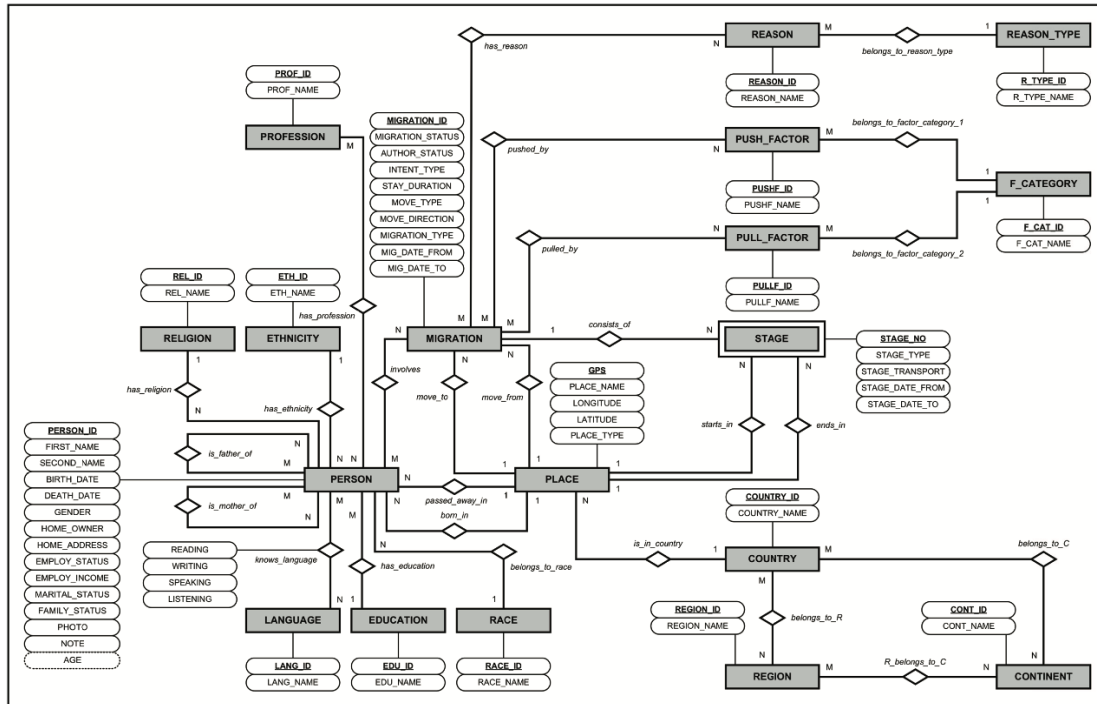 has_reason
M
N
REASON
M
belongs_to_reason_type
1
REASON_TYPE
REASON_ID
REASON_NAME
R_TYPE_ID
R_TYPE_NAME
PROF_ID
PROF_NAME
PROFESSION
M
has_profession
N
MIGRATION_ID
MIGRATION_STATUS
AUTHOR_STATUS
INTENT_TYPE
STAY_DURATION
MOVE_TYPE
MOVE_DIRECTION
MIGRATION_TYPE
MIG_DATE_FROM
MIG_DATE_TO
MIGRATION
pushed_by
M
N
PUSH_FACTOR
M
belongs_to_factor_category_1
1
PUSHF_ID
PUSHF_NAME
F_CATEGORY
1
F_CAT_ID
F_CAT_NAME
pulled_by
M
N
PULL_FACTOR
M
belongs_to_factor_category_2
PULLF_ID
PULLF_NAME
REL_ID
REL_NAME
RELIGION
1
has_religion
N
ETH_ID
ETH_NAME
ETHNICITY
1
has_ethnicity
N
consists_of
1
N
STAGE
N
N
STAGE_NO
STAGE_TYPE
STAGE_TRANSPORT
STAGE_DATE_FROM
STAGE_DATE_TO
N
involves
M
N
move_to
1
N
move_from
1
GPS
PLACE_NAME
LONGITUDE
LATITUDE
PLACE_TYPE
starts_in
1
ends_in
1
PERSON_ID
FIRST_NAME
SECOND_NAME
BIRTH_DATE
DEATH_DATE
GENDER
HOME_OWNER
HOME_ADDRESS
EMPLOY_STATUS
EMPLOY_INCOME
MARITAL_STATUS
FAMILY_STATUS
PHOTO
NOTE
AGE
is_father_of
N
M
is_mother_of
M
N
PERSON
N
passed_away_in
1
N
born_in
1
PLACE
N
is_in_country
1
COUNTRY_ID
COUNTRY_NAME
COUNTRY
M
belongs_to_C
N
M
belongs_to_R
N
READING
WRITING
SPEAKING
LISTENING
M
knows_language
N
LANGUAGE
LANG_ID
LANG_NAME
M
has_education
1
EDUCATION
EDU_ID
EDU_NAME
N
belongs_to_race
1
RACE
RACE_ID
RACE_NAME
REGION_ID
REGION_NAME
REGION
M
R_belongs_to_C
N
CONT_ID
CONT_NAME
CONTINENT